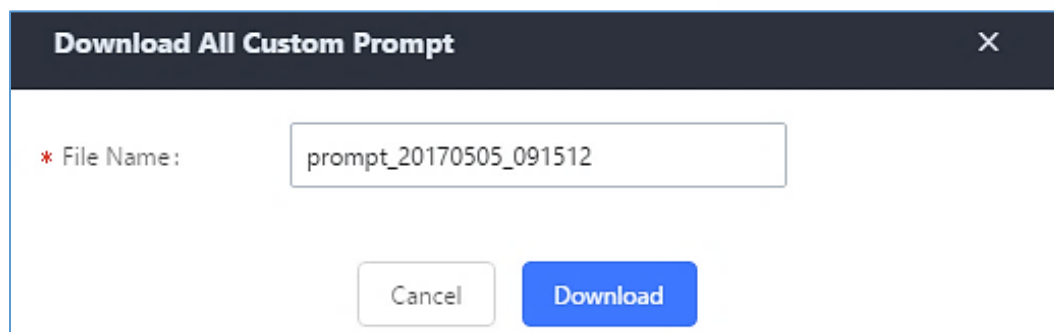 Download All Custom Prompt ×
* File Name: prompt_20170505_091512
Cancel Download